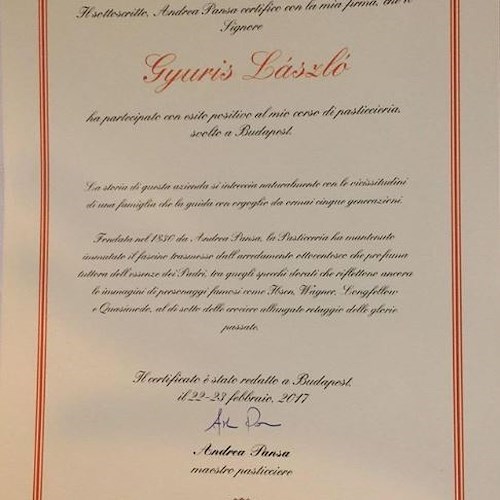 Il sottoscritto, Andrea Pansa certifico con la mia firma, che il
Signore
Gyuris László
ha partecipato con esito positivo al mio corso di pasticcieria,
svolto a Budapest.
La storia di questa azienda si intreccia naturalmente con le vicissitudini
di una famiglia che la guida con orgoglio da ormai cinque generazioni.
Fondata nel 1830 da Andrea Pansa, la Pasticceria ha mantenuto
immutato il fascino trasmesso dall'arredamento ottocentesco che profuma
tuttora dell'essenze dei Padri, tra quegli specchi dorati che riflettono ancora
le immagini di personaggi famosi come Ibsen, Wagner, Longfellow
e Quasimodo, al di sotto delle crociere allungate retaggio delle glorie
passate.
Il certificato è stato redatto a Budapest,
il 22-23 febbraio, 2017
Andrea Pansa
maestro pasticciere